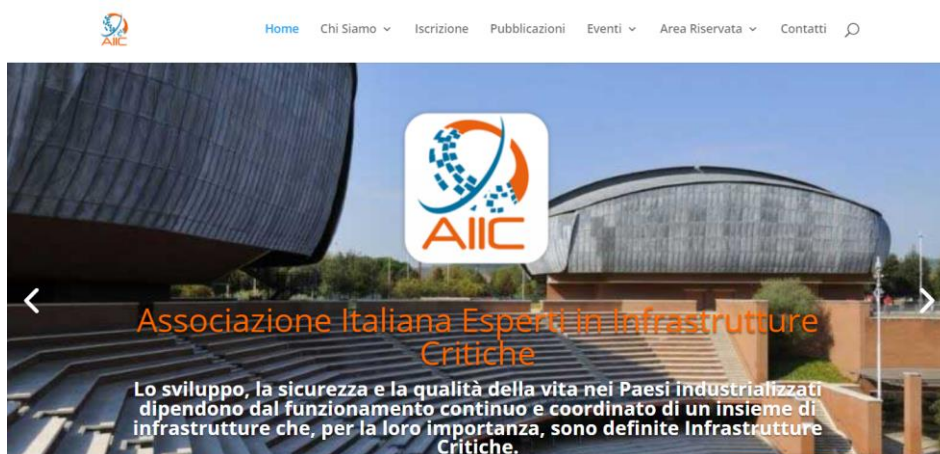 AIIC
Home Chi Siamo Iscrizione Pubblicazioni Eventi Area Riservata Contatti
AIIC
Associazione Italiana Esperti in Infrastrutture
Critiche
Lo sviluppo, la sicurezza e la qualità della vita nei Paesi industrializzati
dipendono dal funzionamento continuo e coordinato di un insieme di
infrastrutture che, per la loro importanza, sono definite Infrastrutture
Critiche.